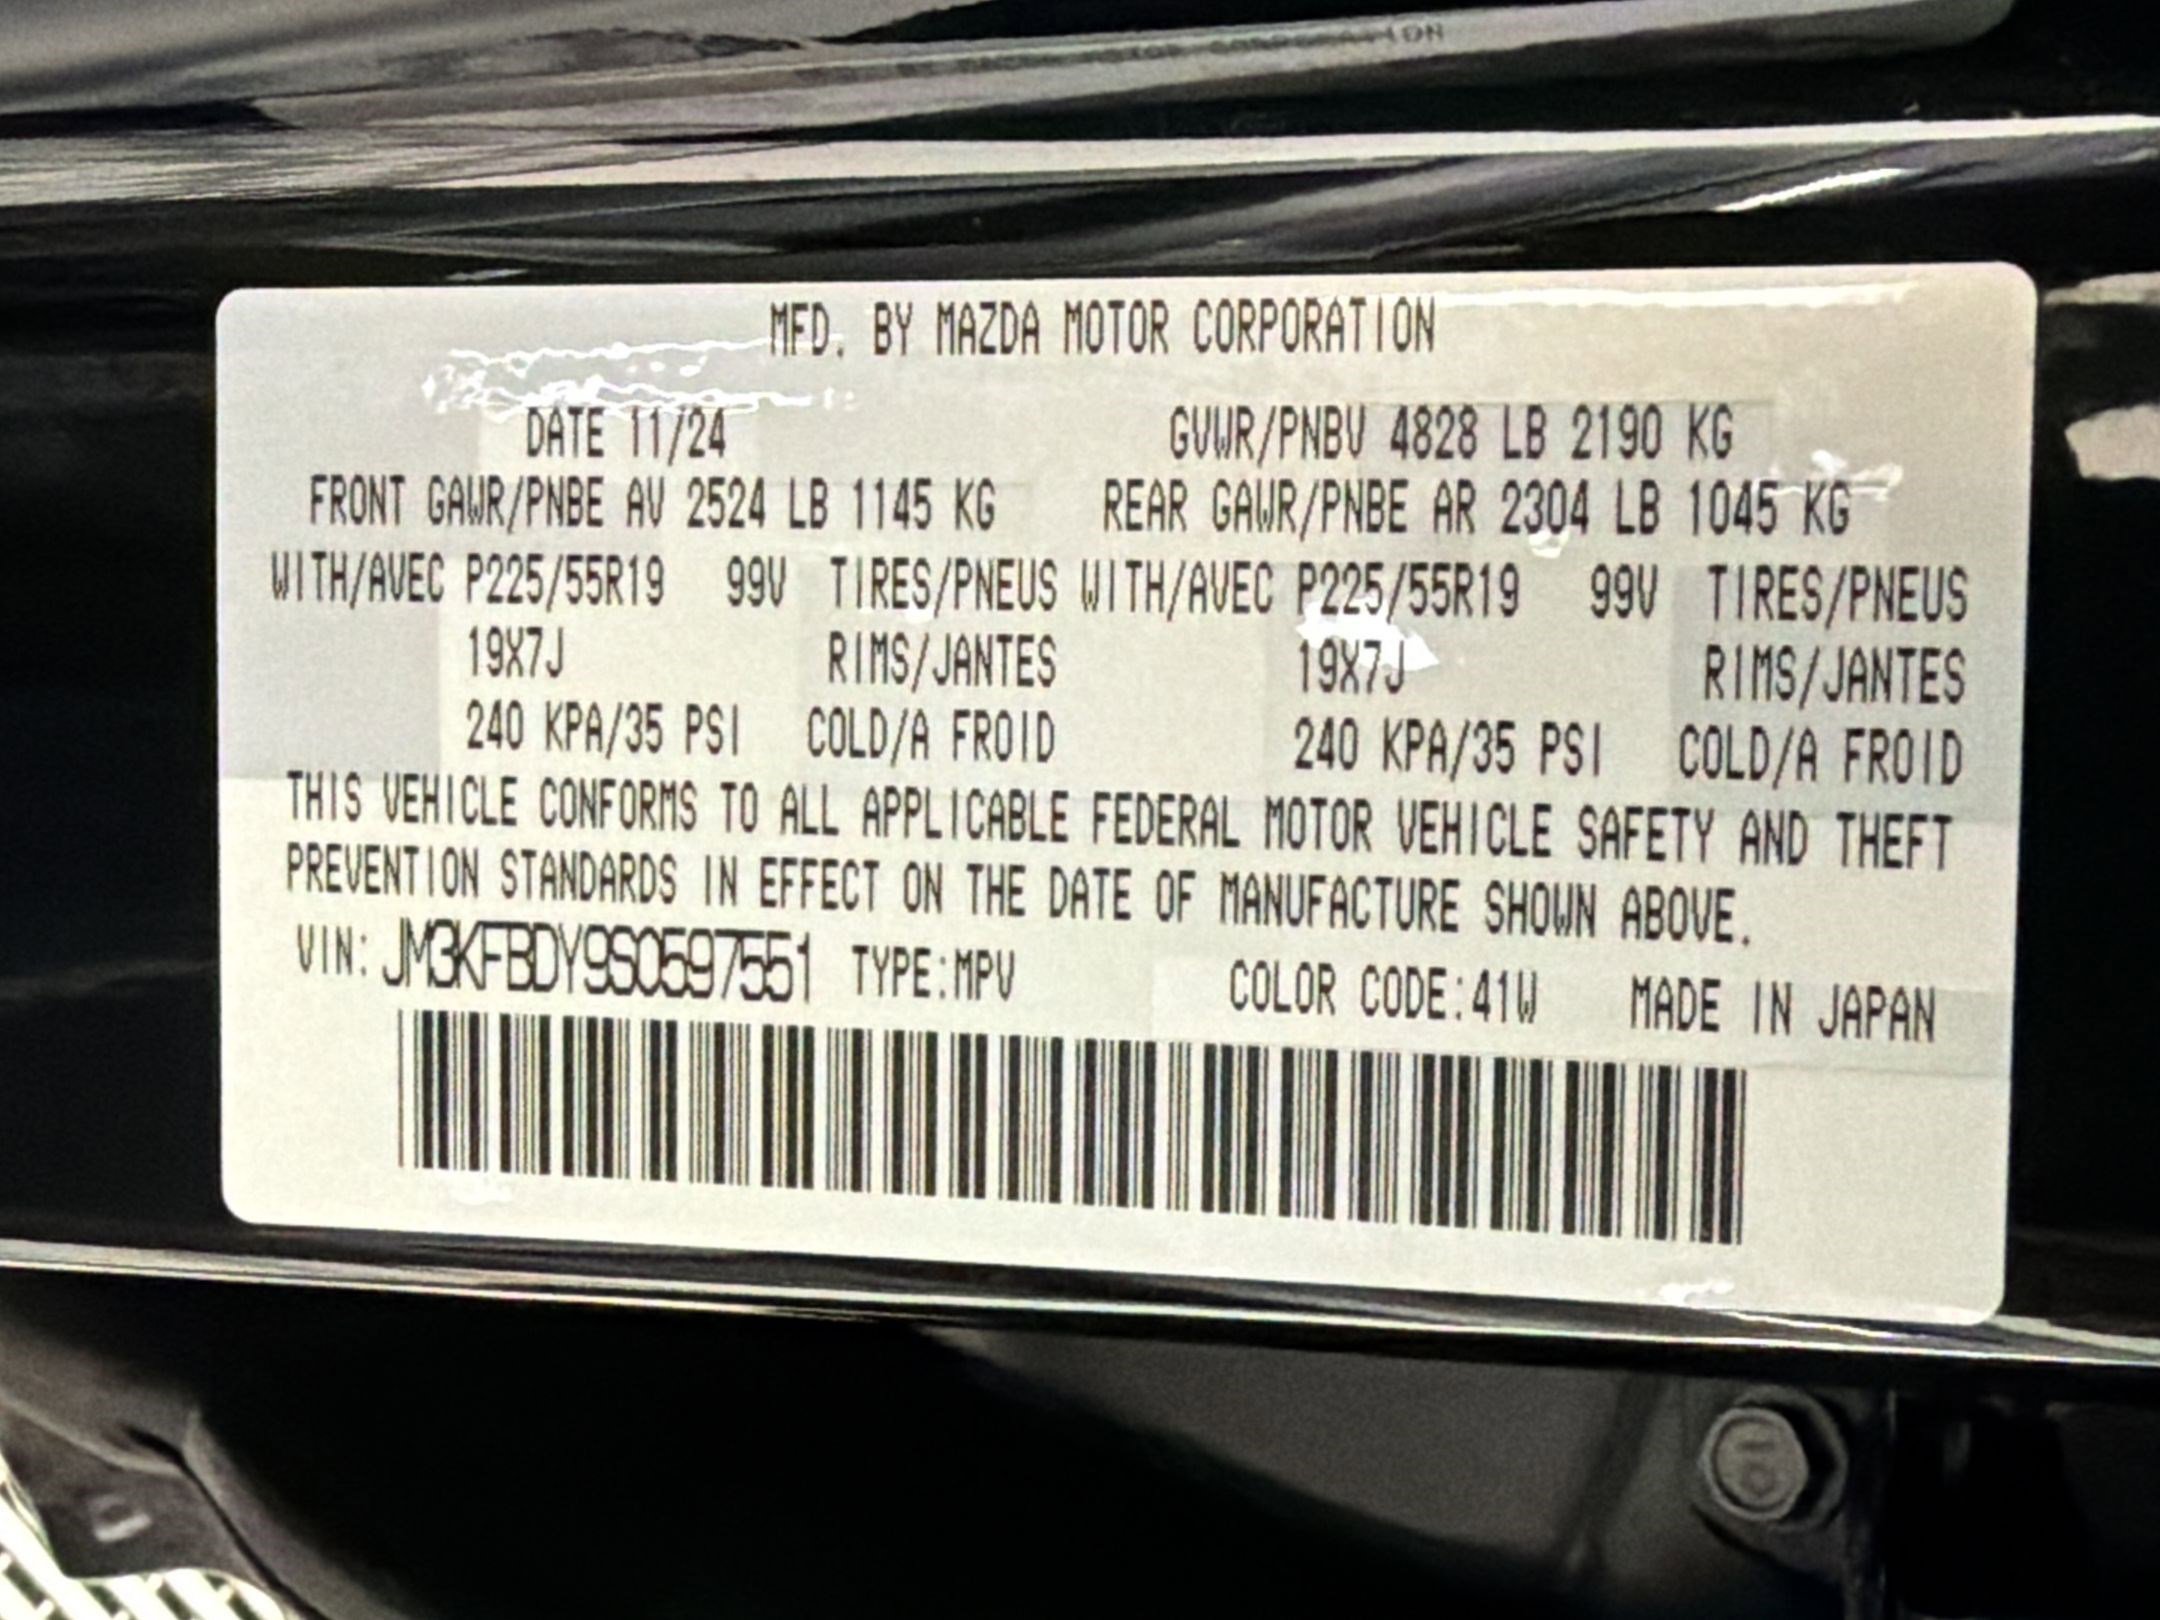 MFD. BY MAZDA MOTOR CORPORATION
DATE 11/24 GVWR/PNBV 4828 LB 2190 KG
FRONT GAWR/PNBE AV 2524 LB 1145 KG REAR GAWR/PNBE AR 2304 LB 1045 KG
WITH/AVEC P225/55R19 99V TIRES/PNEUS WITH/AVEC P225/55R19 99V TIRES/PNEUS
19X7J RIMS/JANTES 19X7J RIMS/JANTES
240 KPA/35 PSI COLD/A FROID 240 KPA/35 PSI COLD/A FROID
THIS VEHICLE CONFORMS TO ALL APPLICABLE FEDERAL MOTOR VEHICLE SAFETY AND THEFT
PREVENTION STANDARDS IN EFFECT ON THE DATE OF MANUFACTURE SHOWN ABOVE.
VIN: JM3KFBDY9S0597551 TYPE:MPV COLOR CODE:41W MADE IN JAPAN